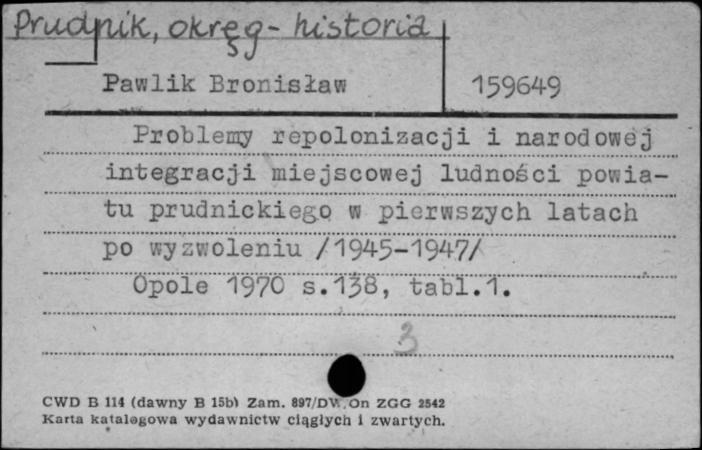 Prudnik, okręg - historia
Pawlik Bronisław 159649
Problemy repolonizacji i narodowej
integracji miejscowej ludności powia-
tu prudnickiego w pierwszych latach
po wyzwoleniu /1945-1947/
Opole 1970 s.138, tabl.1.
3
CWD B 114 (dawny B 15b) Zam. 897/DW. On ZGG 2542
Karta katalogowa wydawnictw ciągłych i zwartych.